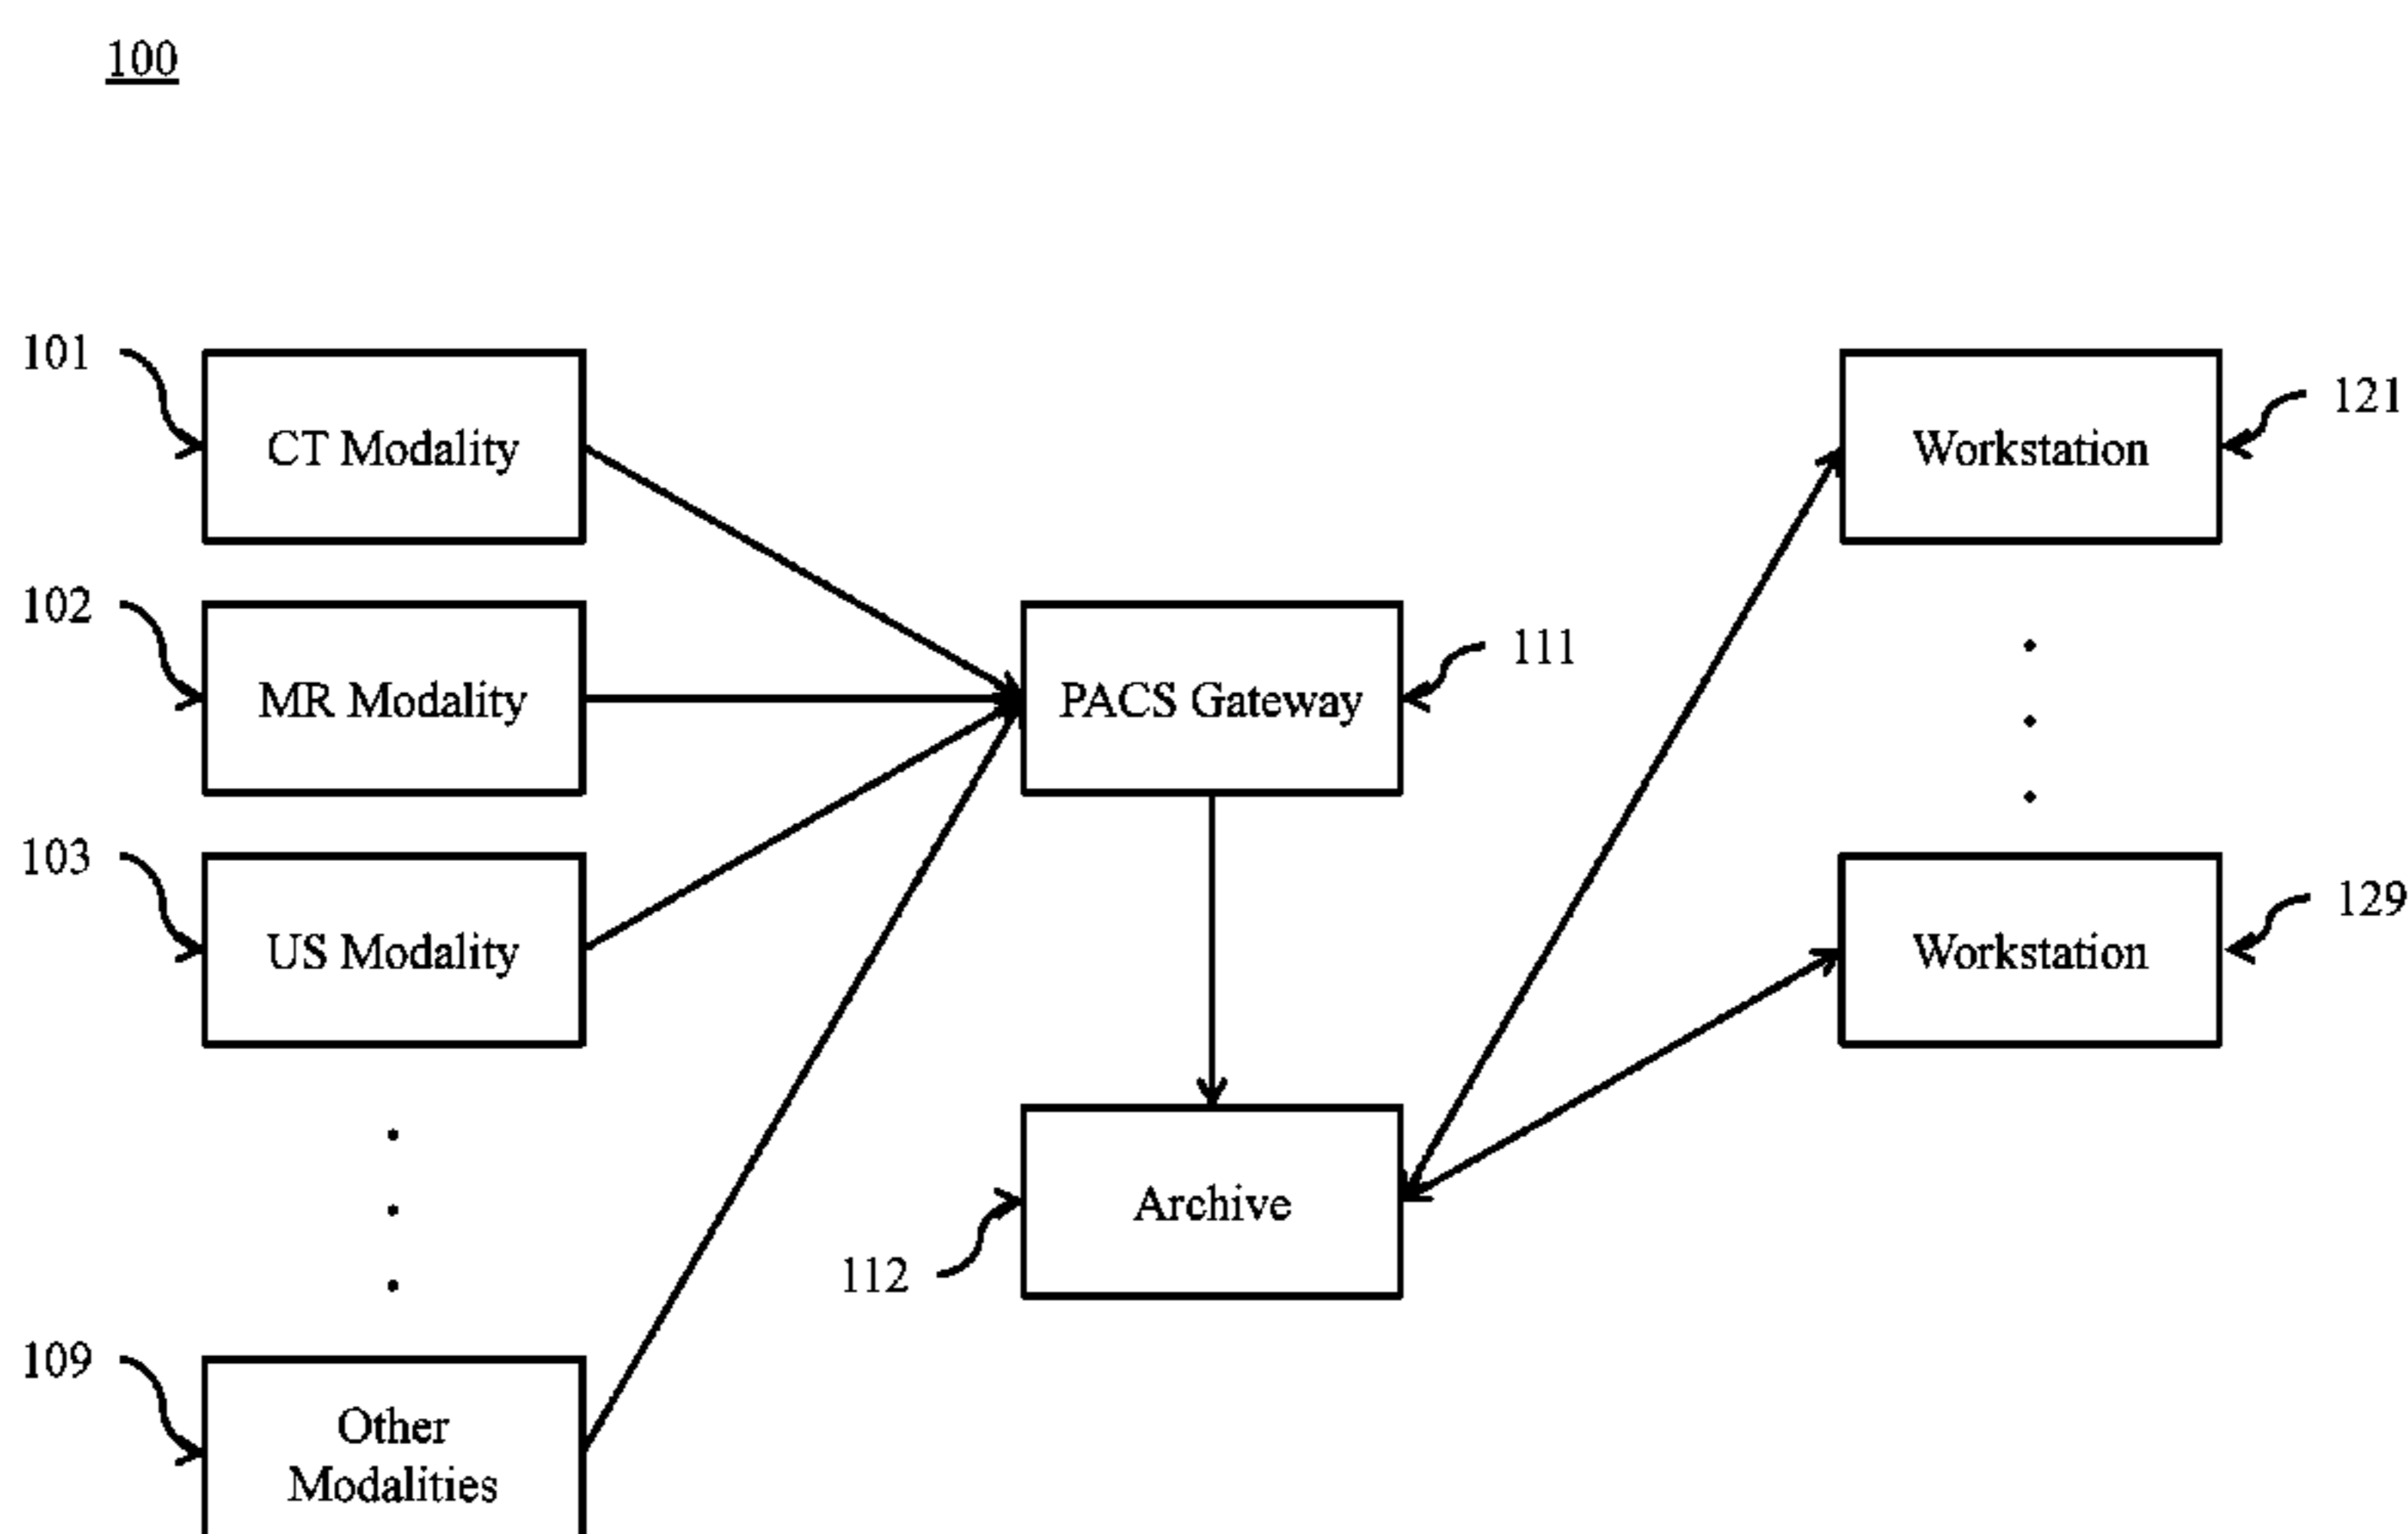 100
101
CT Modality
Workstation
121
102
MR Modality
PACS Gateway
111
103
US Modality
Workstation
129
Archive
112
109
Other
Modalities